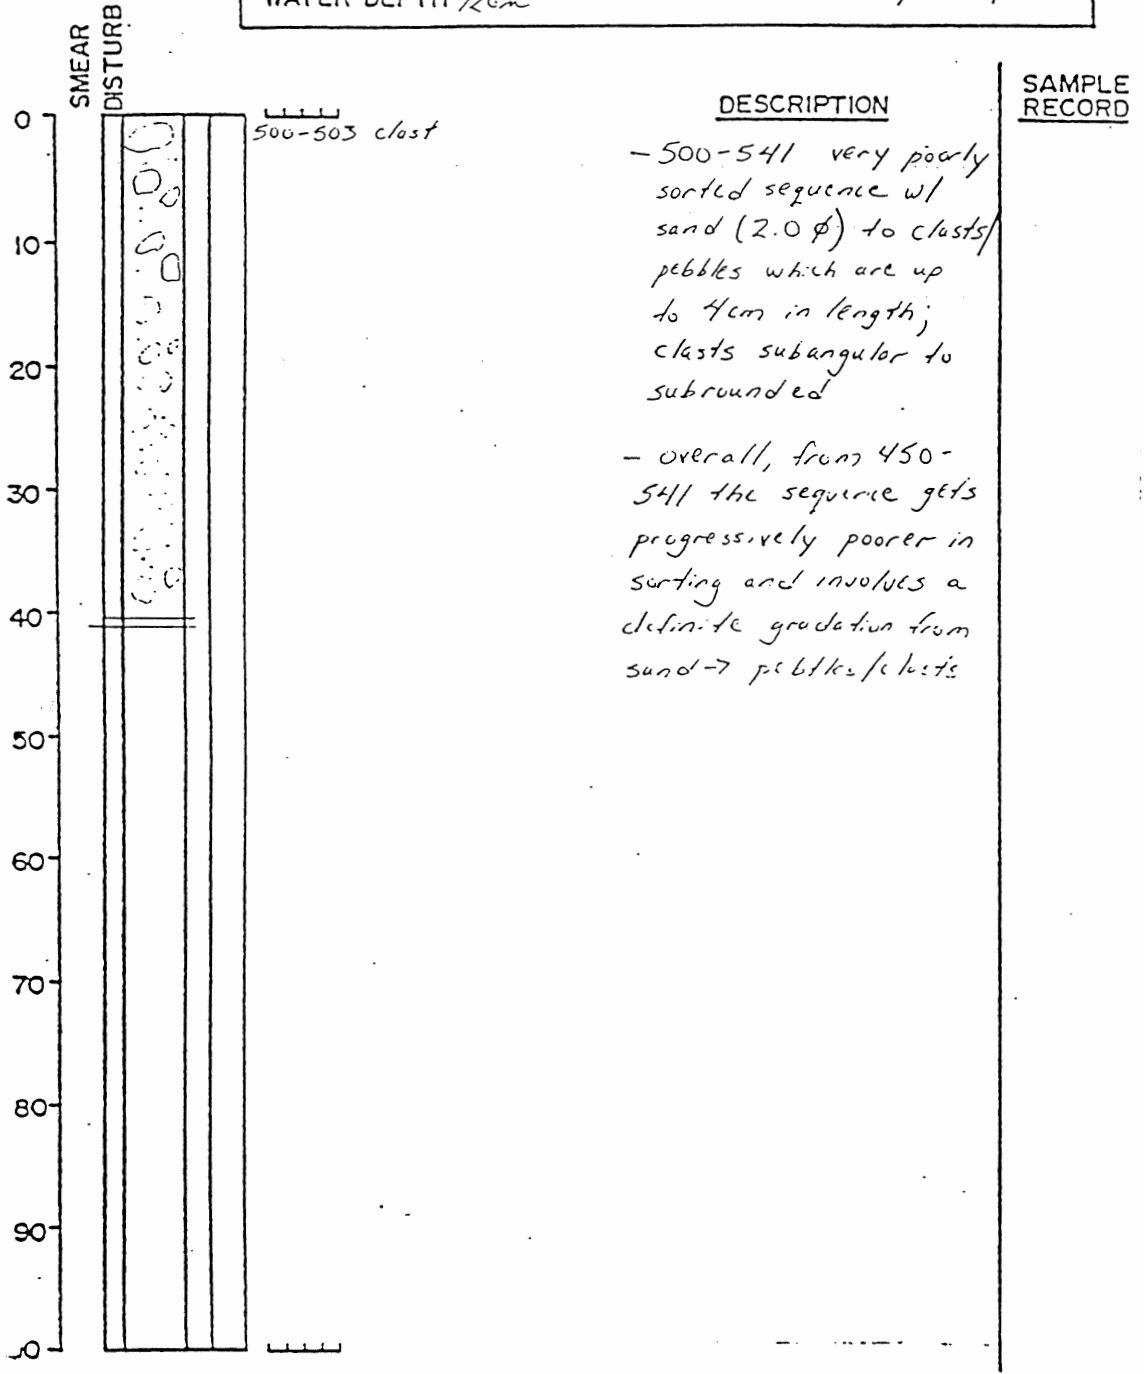 WATER DEPTH 12cm
SMEAR
DISTURB
DESCRIPTION
SAMPLE
RECORD
0
10
20
30
40
50
60
70
80
90
500-503 clast
- 500-541 very poorly
sorted sequence w/
sand (2.0 φ) to clasts/
pebbles which are up
to 4cm in length;
clasts subangular to
subrounded
- overall, from 450-
541 the sequence gets
progressively poorer in
sorting and involves a
definite gradation from
sand → pebbles/clasts